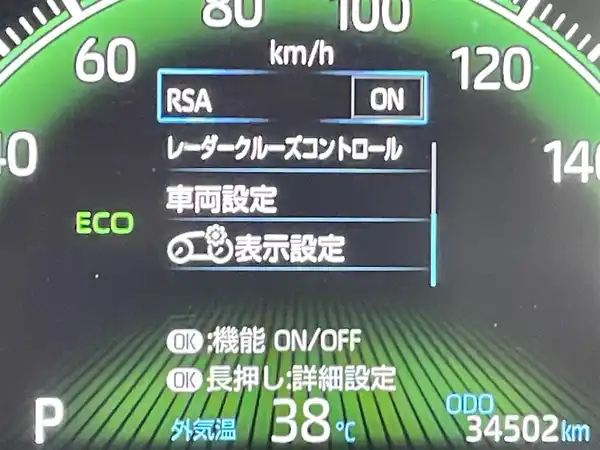 80 100
60 km/h 120
RSA ON
40 レーダークルーズコントロール 140
車両設定
ECO
表示設定
OK:機能 ON/OFF
OK長押し:詳細設定
P 外気温 38℃ ODO 34502km